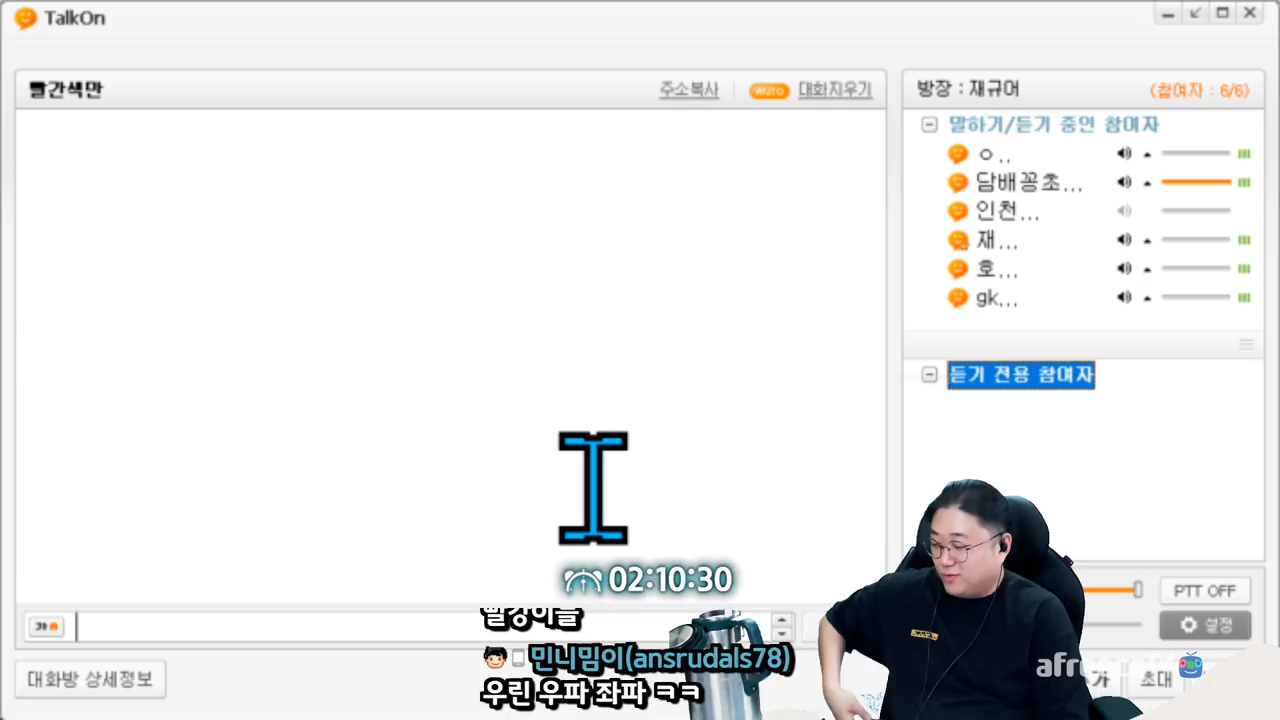 TalkOn
빨간색만
주소복사
AUTO
대화지우기
방장 : 재규어
(참여자 : 6/6)
말하기/듣기 중인 참여자
ㅇ..
담배꽁초...
인천...
재...
호...
gk...
듣기 전용 참여자
02:10:30
PTT OFF
설정
빨강이들
민니밈이(ansrudals78)
우린 우파 좌파 ㅋㅋ
대화방 상세정보
초대